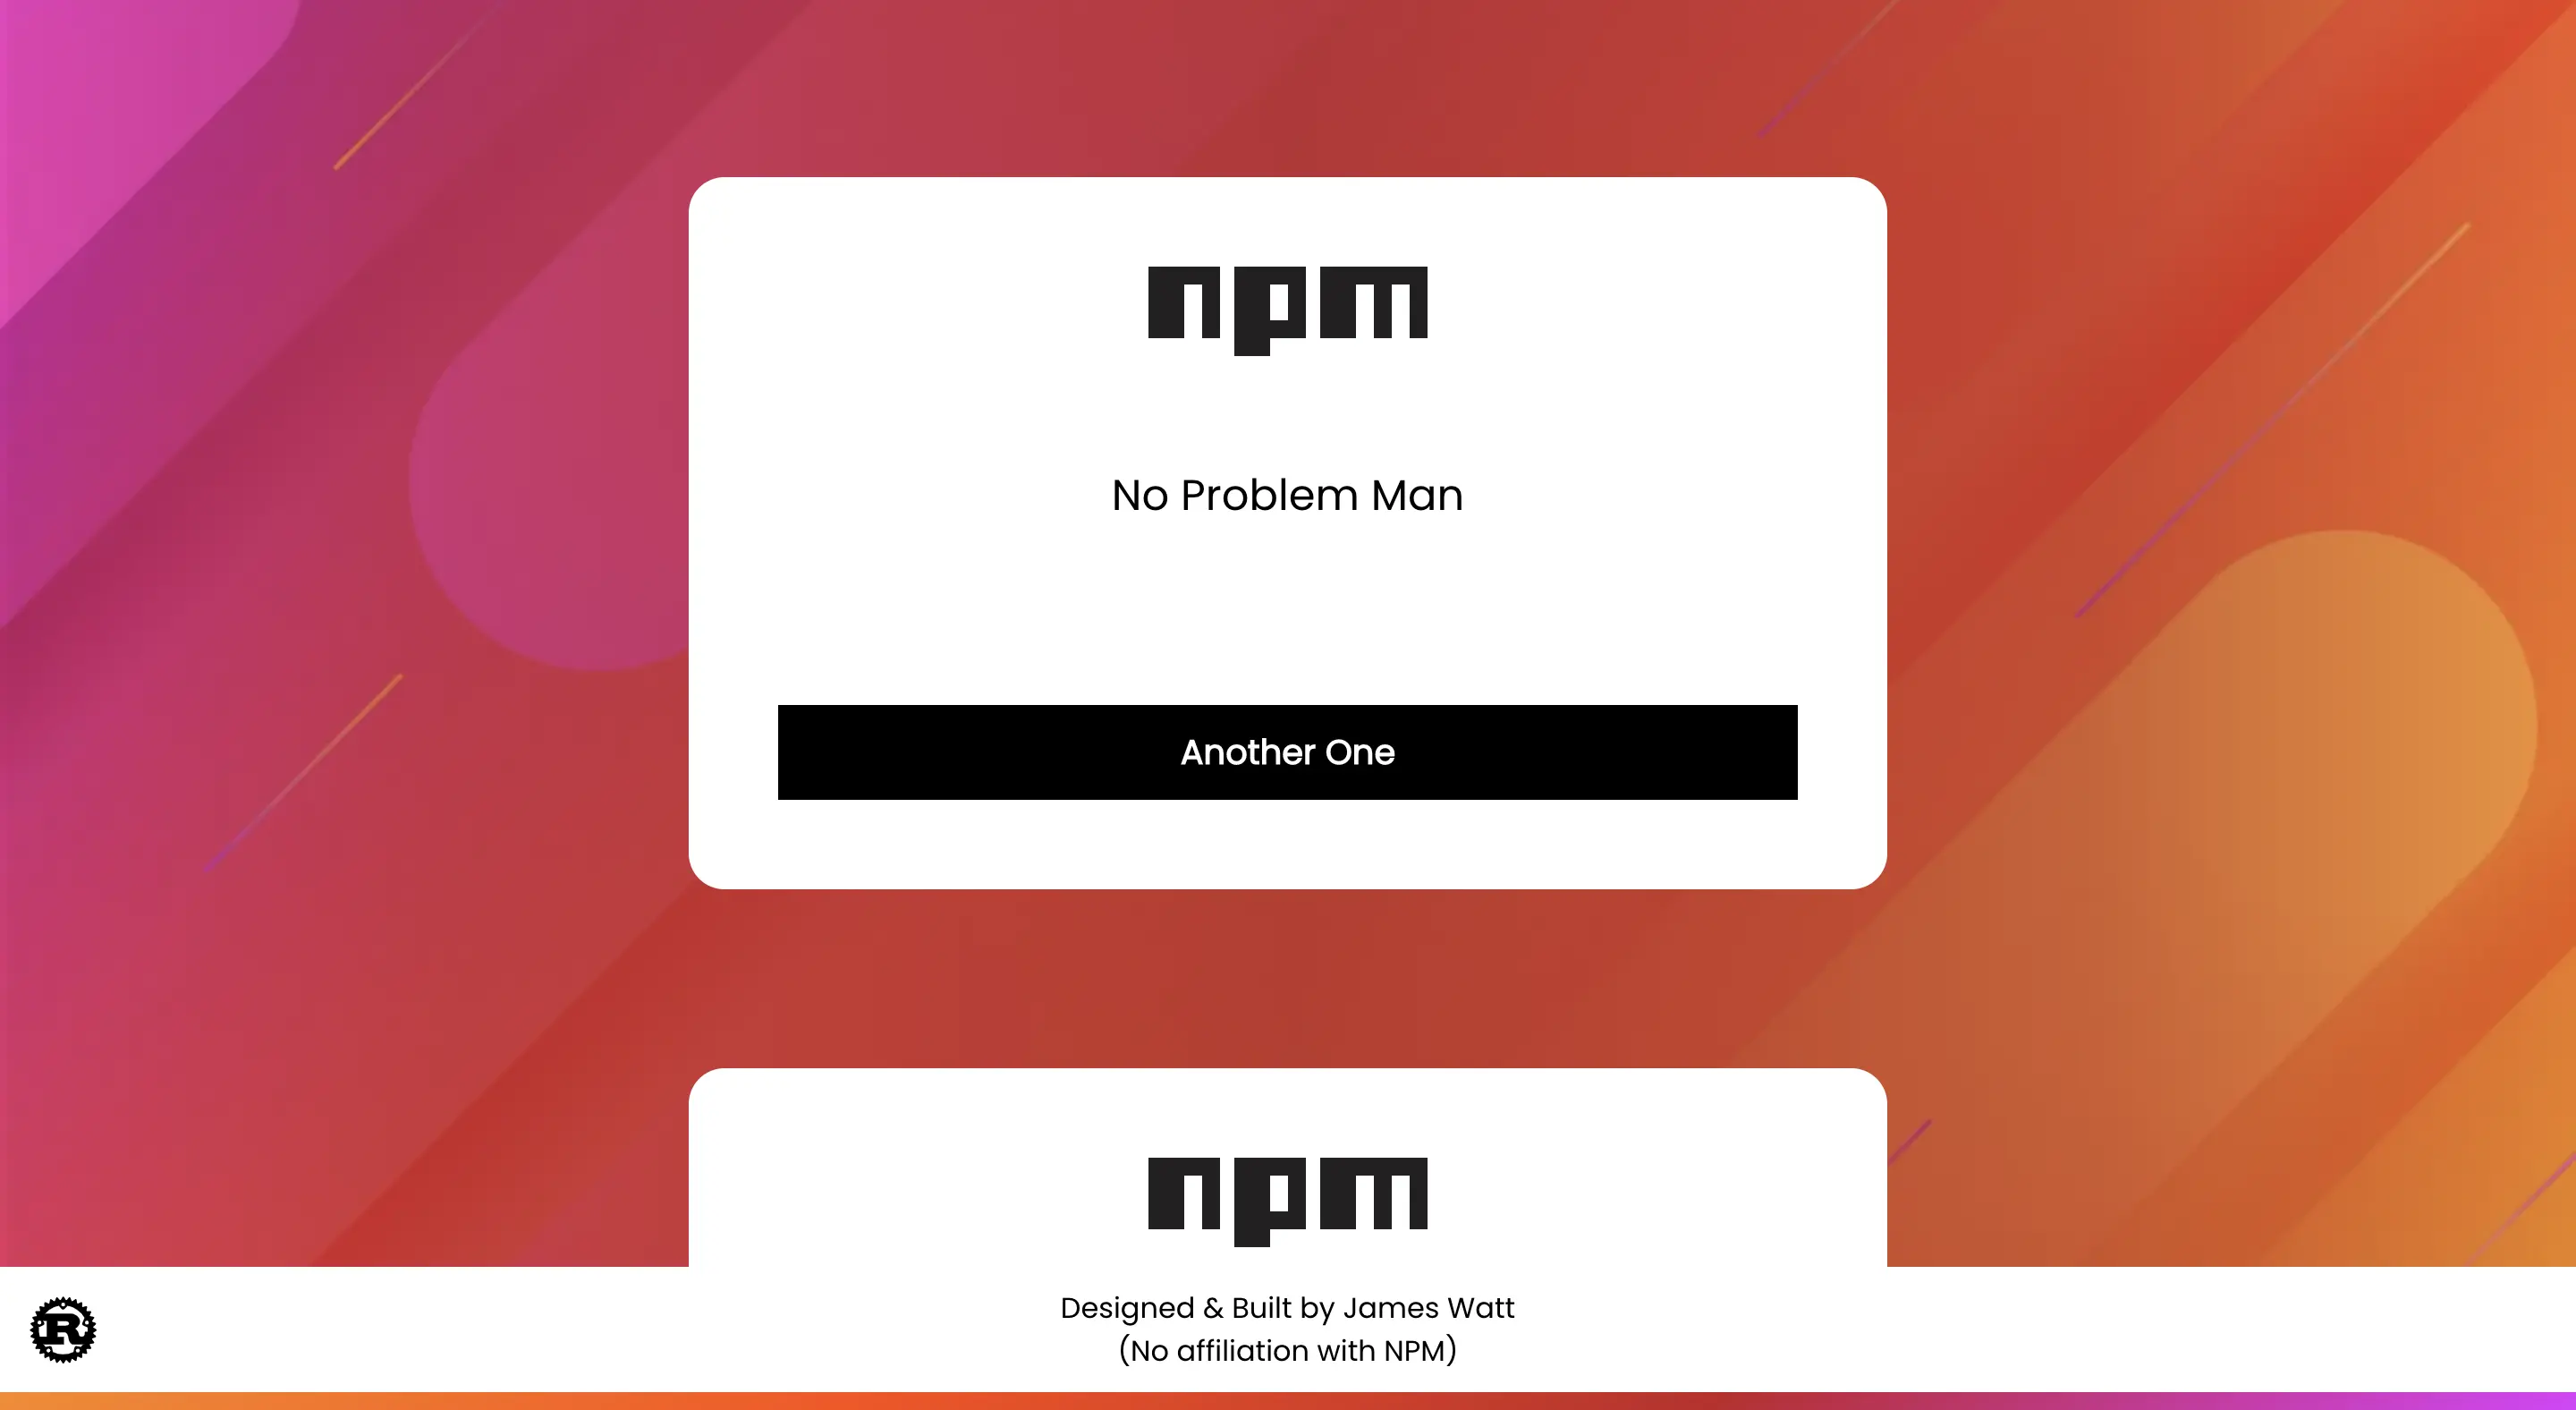 npm
No Problem Man
Another One
npm
Designed & Built by James Watt
(No affiliation with NPM)
R